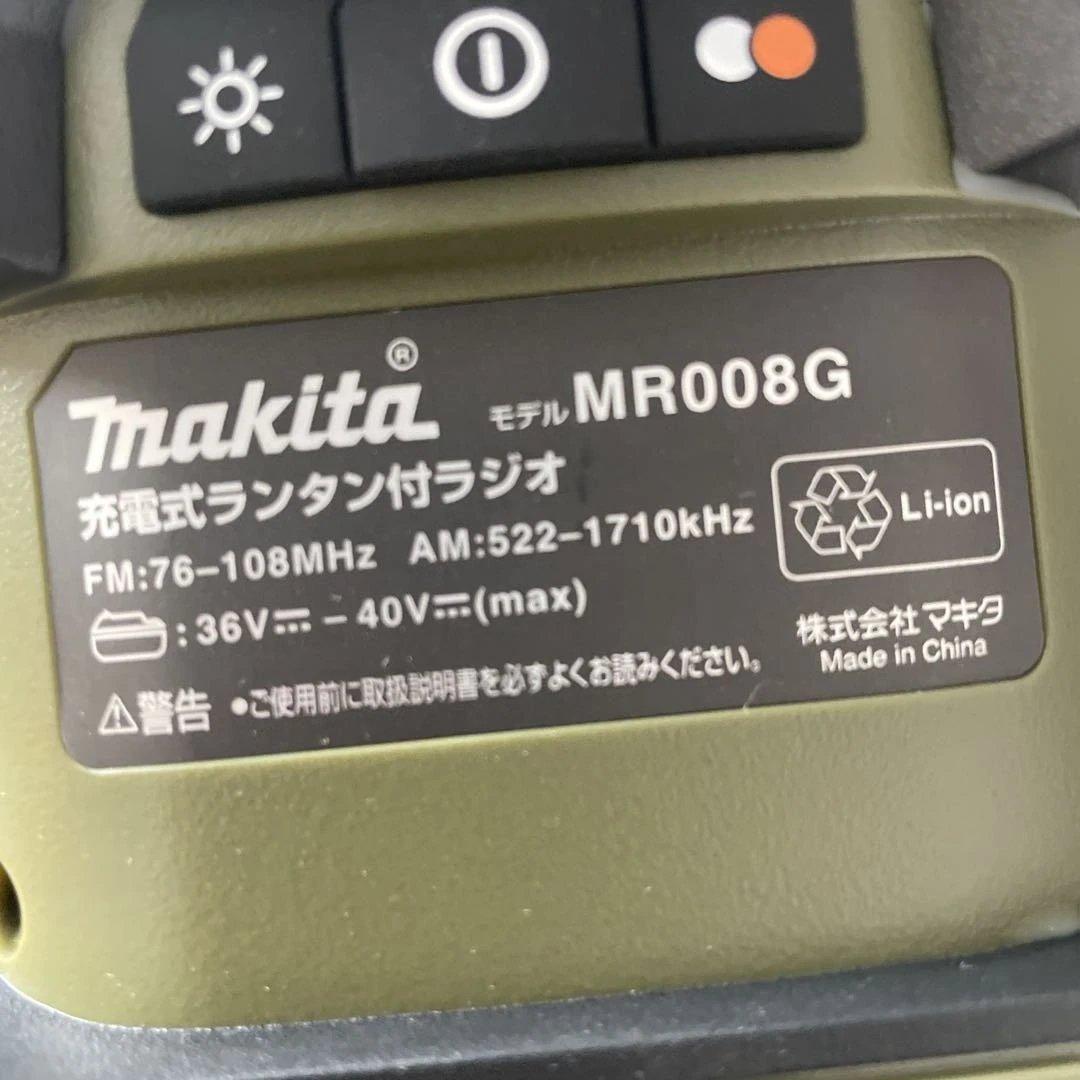 makita®
モデル MR008G
充電式ランタン付ラジオ
FM:76–108MHz AM:522–1710kHz
Li-ion
:36V⎓ – 40V⎓(max)
株式会社マキタ
Made in China
⚠警告 ●ご使用前に取扱説明書を必ずよくお読みください。